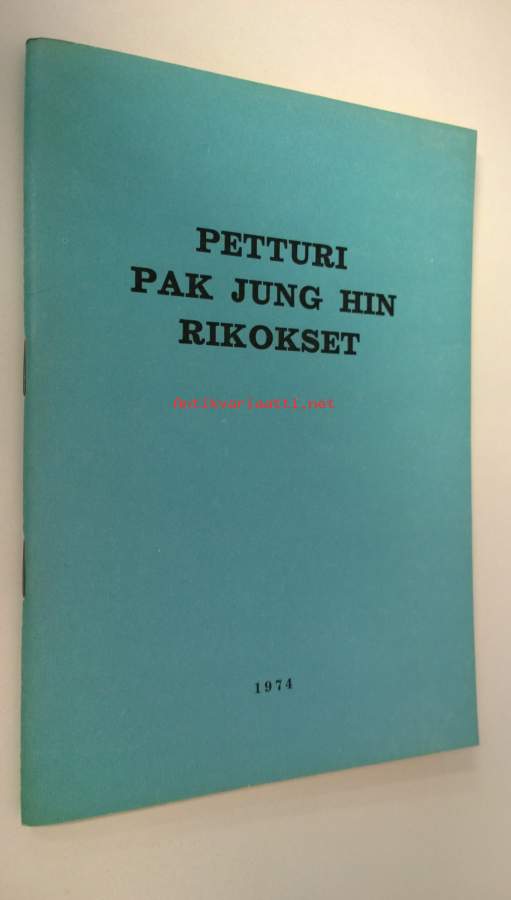 PETTURI
PAK JUNG HIN
RIKOKSET
Antikvariaatti.net
1974